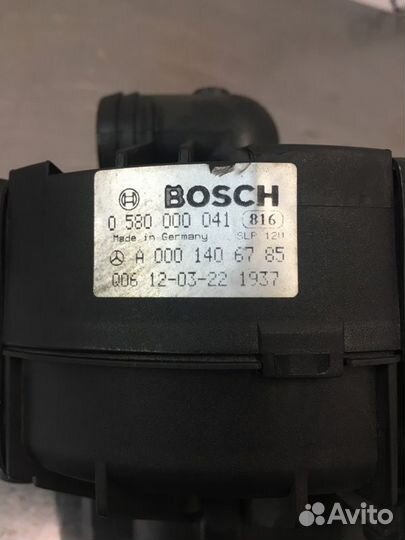 BOSCH
0 580 000 041 816
Made in Germany SLP 12V
A 000 140 67 85
Q06 12-03-22 1937
Avito